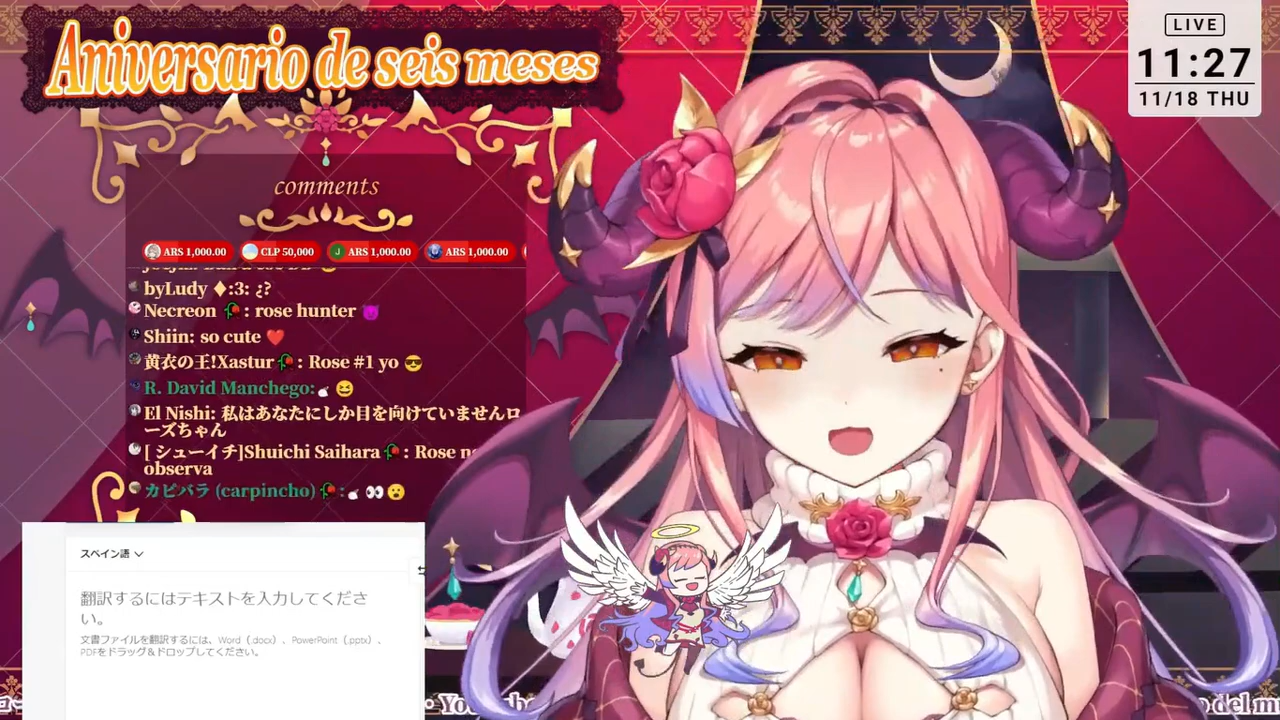 Aniversario de seis meses
LIVE
11:27
11/18 THU
comments
ARS 1,000.00 CLP 50,000 J ARS 1,000.00 ARS 1,000.00
byLudy ♦:3: ¿?
Necreon 🥀: rose hunter 😈
Shiin: so cute ❤️
黄衣の王!Xastur🥀: Rose #1 yo 😎
R. David Manchego: 😆
El Nishi: 私はあなたにしか目を向けていませんロ
ーズちゃん
[ シューイチ]Shuichi Saihara🥀: Rose
observa
カピバラ (carpincho)🥀: 👀😮
スペイン語
翻訳するにはテキストを入力してくださ
い。
文書ファイルを翻訳するには、Word（.docx）、PowerPoint（.pptx）、
PDFをドラッグ＆ドロップしてください。